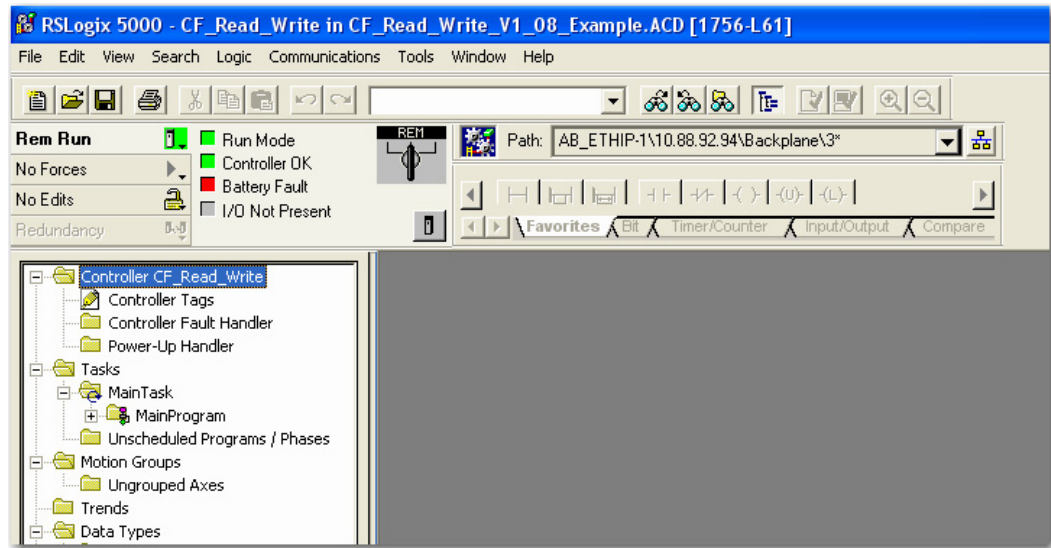 RSLogix 5000 - CF_Read_Write in CF_Read_Write_V1_08_Example.ACD [1756-L61]
File Edit View Search Logic Communications Tools Window Help
Rem Run
No Forces
No Edits
Redundancy
Run Mode
Controller OK
Battery Fault
I/O Not Present
REM
Path: AB_ETHIP-1\10.88.92.94\Backplane\3*
(U) (L)
Favorites Bit Timer/Counter Input/Output Compare
Controller CF_Read_Write
Controller Tags
Controller Fault Handler
Power-Up Handler
Tasks
MainTask
MainProgram
Unscheduled Programs / Phases
Motion Groups
Ungrouped Axes
Trends
Data Types